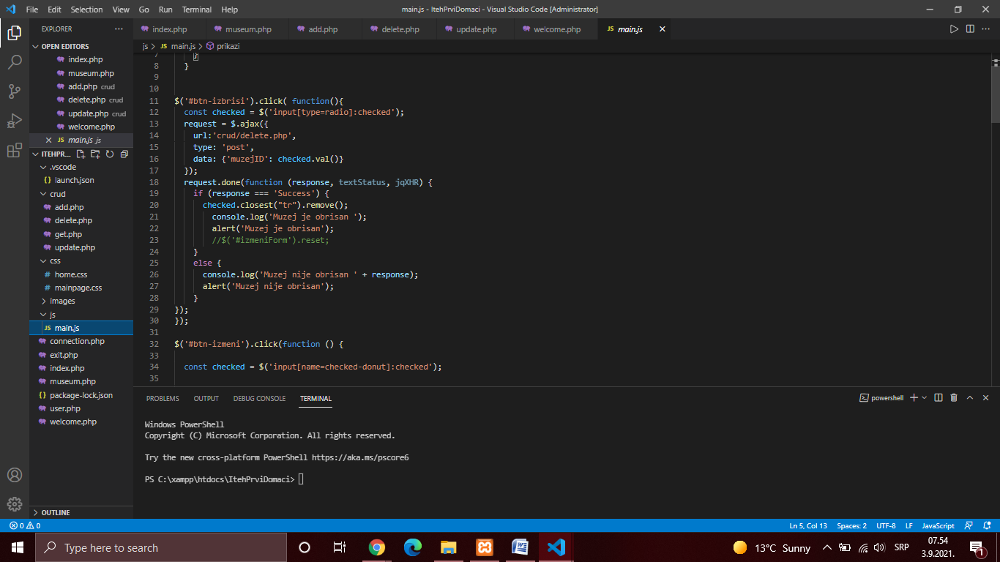 File Edit Selection View Go Run Terminal Help
main.js - ItehPrviDomaci - Visual Studio Code [Administrator]
EXPLORER
index.php museum.php add.php delete.php update.php welcome.php JS main.js
js > JS main.js > prikazi
OPEN EDITORS
index.php
museum.php
add.php crud
delete.php crud
update.php crud
welcome.php
JS main.js js
ITEHPR...
.vscode
{} launch.json
crud
add.php
delete.php
get.php
update.php
css
# home.css
# mainpage.css
images
js
JS main.js
connection.php
exit.php
index.php
museum.php
{} package-lock.json
user.php
welcome.php
OUTLINE
7 }
8 }
9
10
11 $('#btn-izbrisi').click( function(){
12 const checked = $('input[type=radio]:checked');
13 request = $.ajax({
14 url:'crud/delete.php',
15 type: 'post',
16 data: {'muzejID': checked.val()}
17 });
18 request.done(function (response, textStatus, jqXHR) {
19 if (response === 'Success') {
20 checked.closest("tr").remove();
21 console.log('Muzej je obrisan ');
22 alert('Muzej je obrisan');
23 //$('#izmeniForm').reset;
24 }
25 else {
26 console.log('Muzej nije obrisan ' + response);
27 alert('Muzej nije obrisan');
28 }
29 });
30 });
31
32 $('#btn-izmeni').click(function () {
33
34 const checked = $('input[name=checked-donut]:checked');
35
PROBLEMS OUTPUT DEBUG CONSOLE TERMINAL
powershell
Windows PowerShell
Copyright (C) Microsoft Corporation. All rights reserved.
Try the new cross-platform PowerShell https://aka.ms/pscore6
PS C:\xampp\htdocs\ItehPrviDomaci>
0 0
Ln 5, Col 13 Spaces: 2 UTF-8 LF JavaScript
Type here to search
13°C Sunny
SRP
07.54
3.9.2021.
1